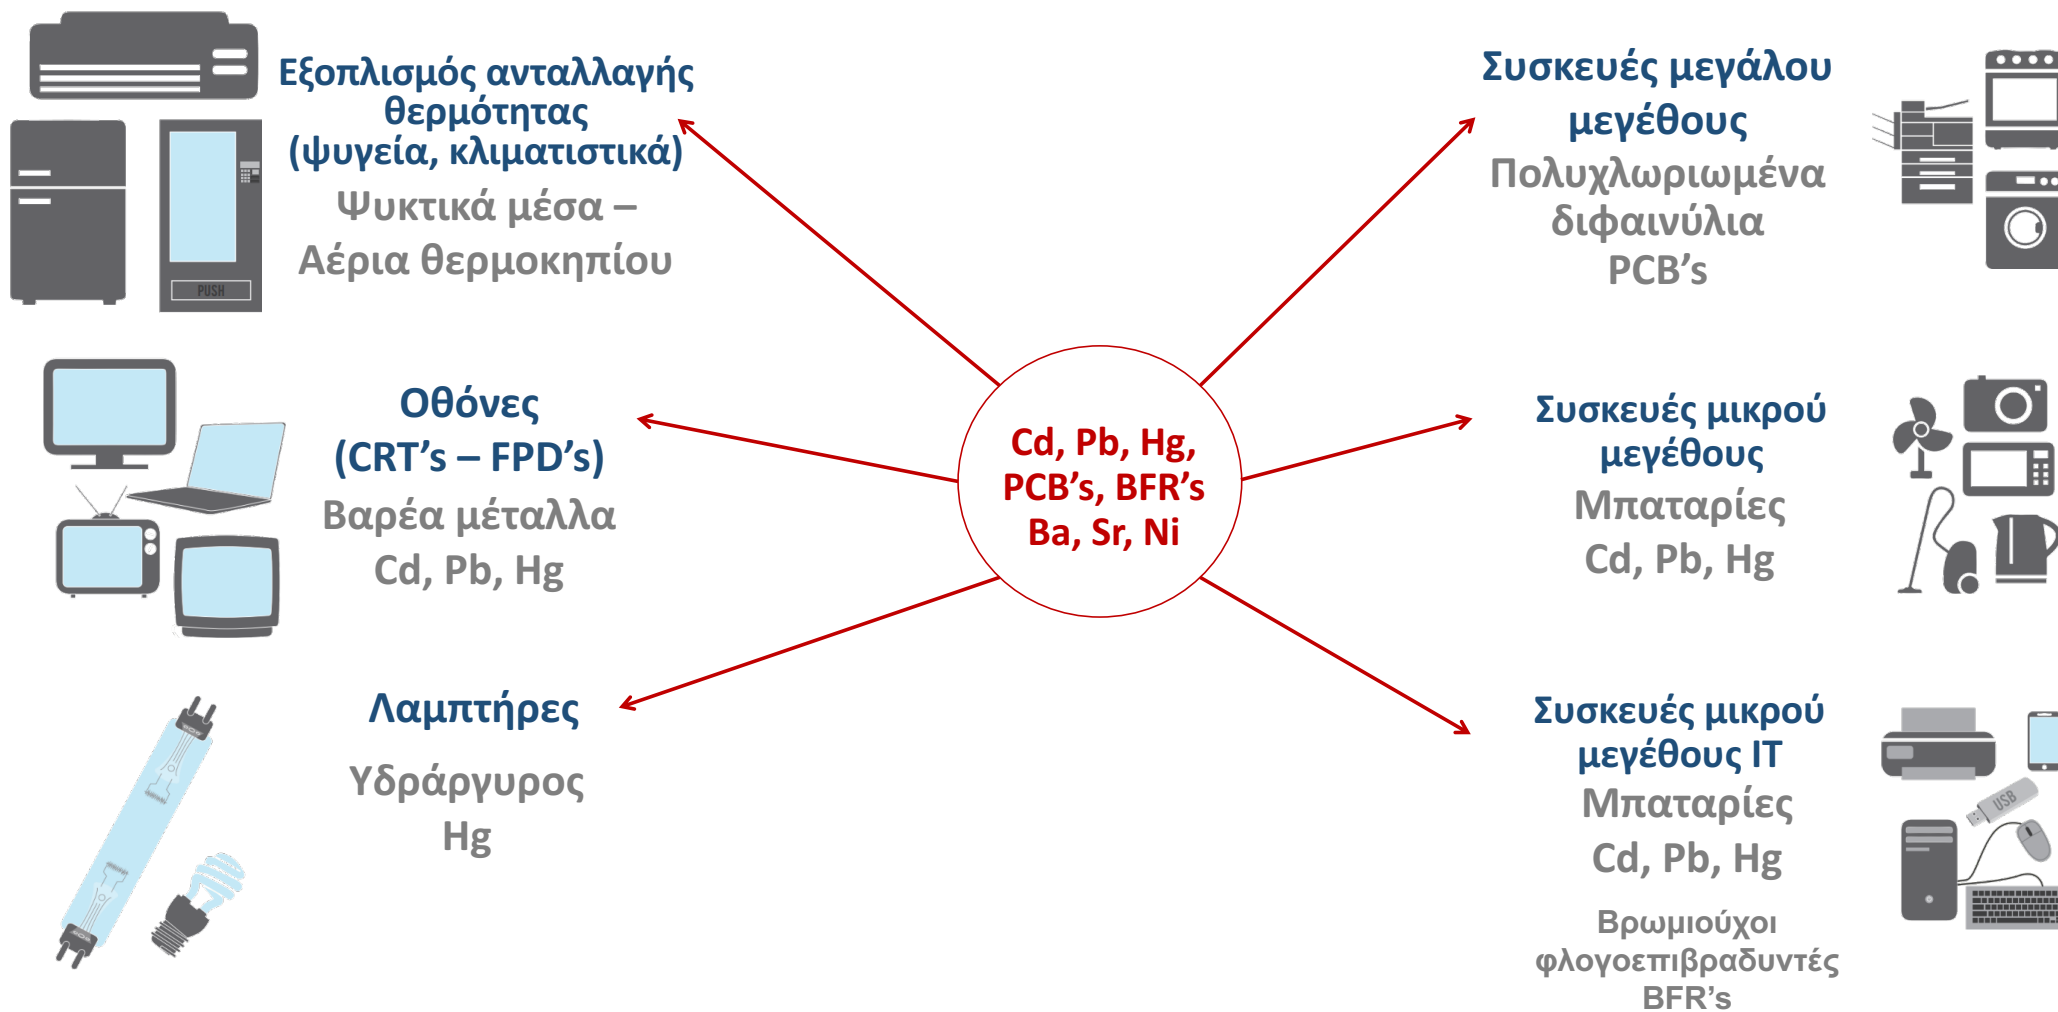 Εξοπλισμός ανταλλαγής
θερμότητας
(ψυγεία, κλιματιστικά)
Ψυκτικά μέσα –
Αέρια θερμοκηπίου
PUSH
Οθόνες
(CRT's – FPD's)
Βαρέα μέταλλα
Cd, Pb, Hg
Λαμπτήρες
Υδράργυρος
Hg
Cd, Pb, Hg,
PCB's, BFR's
Ba, Sr, Ni
Συσκευές μεγάλου
μεγέθους
Πολυχλωριωμένα
διφαινύλια
PCB's
Συσκευές μικρού
μεγέθους
Μπαταρίες
Cd, Pb, Hg
Συσκευές μικρού
μεγέθους IT
Μπαταρίες
Cd, Pb, Hg
Βρωμιούχοι
φλογοεπιβραδυντές
BFR's
USB